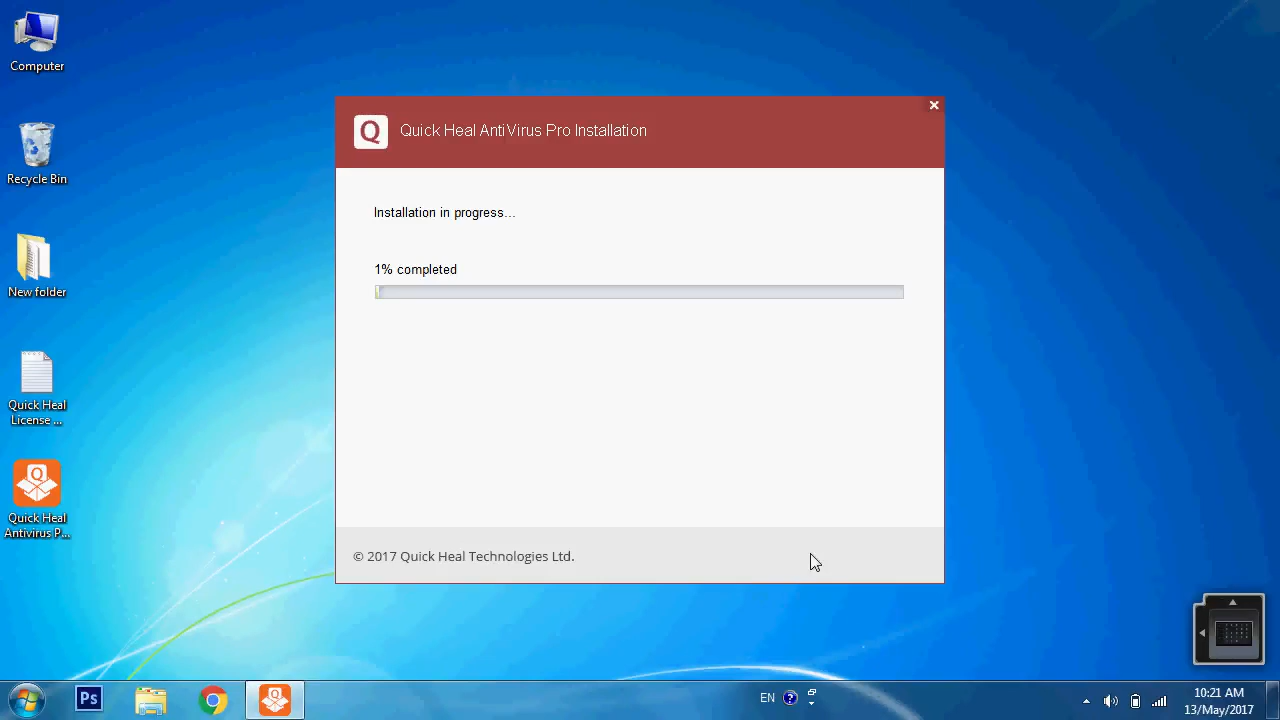 Computer
Recycle Bin
New folder
Quick Heal
License ...
Q
Quick Heal
Antivirus P...
Q Quick Heal AntiVirus Pro Installation
Installation in progress...
1% completed
© 2017 Quick Heal Technologies Ltd.
Ps
Q
EN
?
10:21 AM
13/May/2017